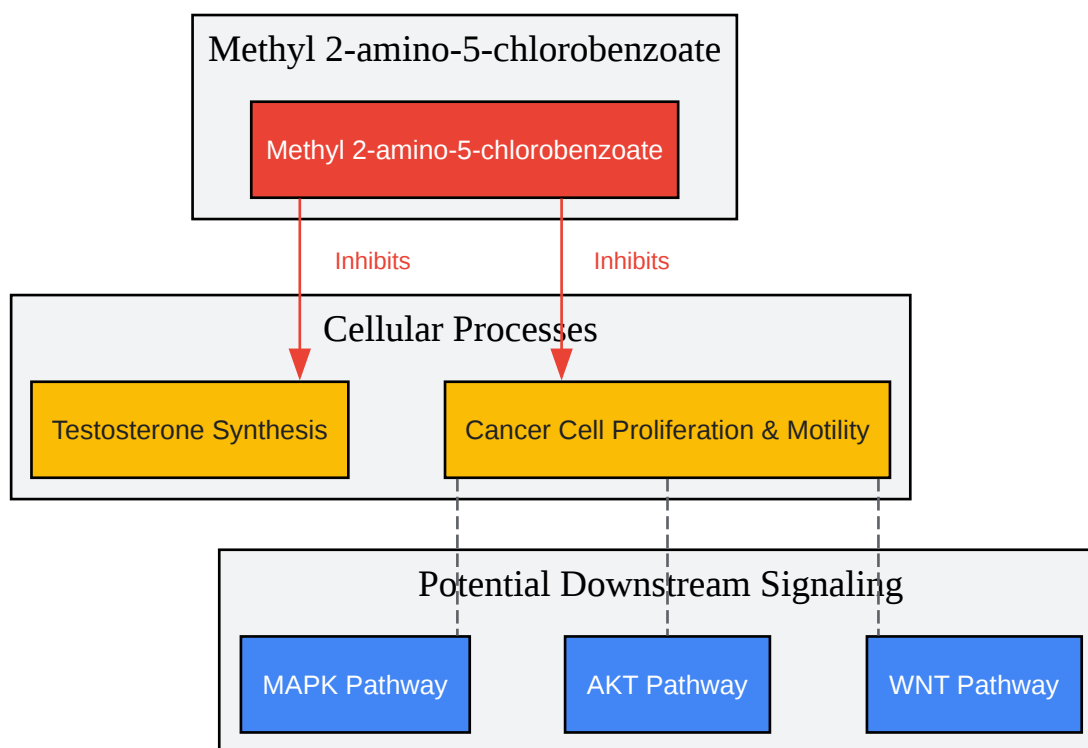 Methyl 2-amino-5-chlorobenzoate
Methyl 2-amino-5-chlorobenzoate
Inhibits
Inhibits
Cellular Processes
Testosterone Synthesis
Cancer Cell Proliferation & Motility
Potential Downstream Signaling
MAPK Pathway
AKT Pathway
WNT Pathway